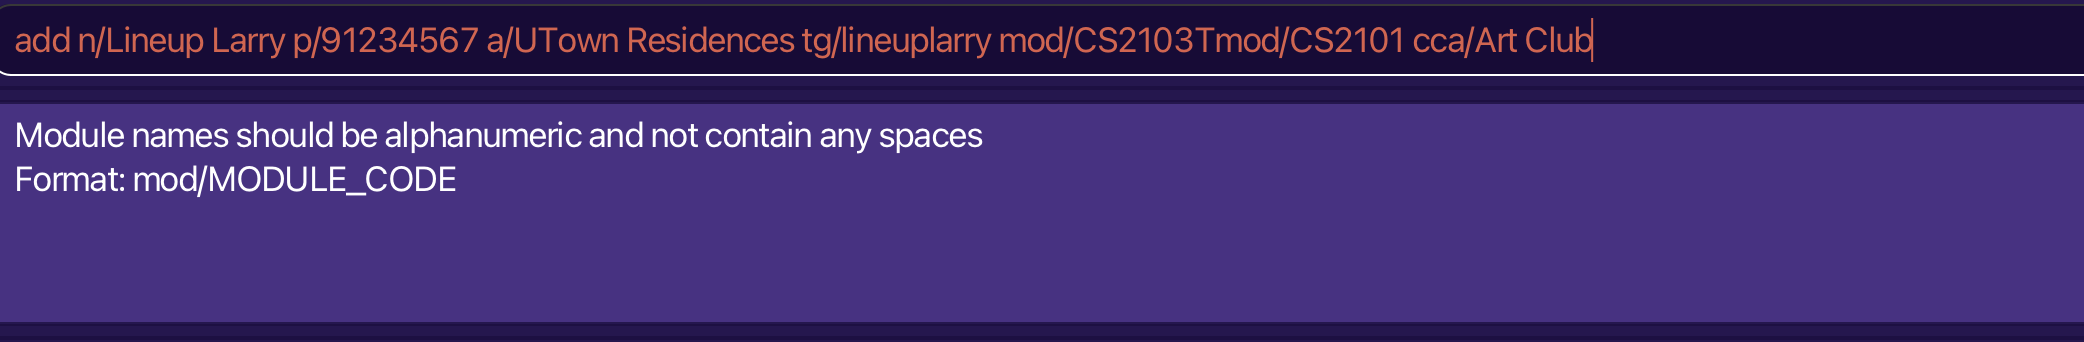 add n/Lineup Larry p/91234567 a/UTown Residences tg/lineuplarry mod/CS2103Tmod/CS2101 cca/Art Club
Module names should be alphanumeric and not contain any spaces
Format: mod/MODULE_CODE